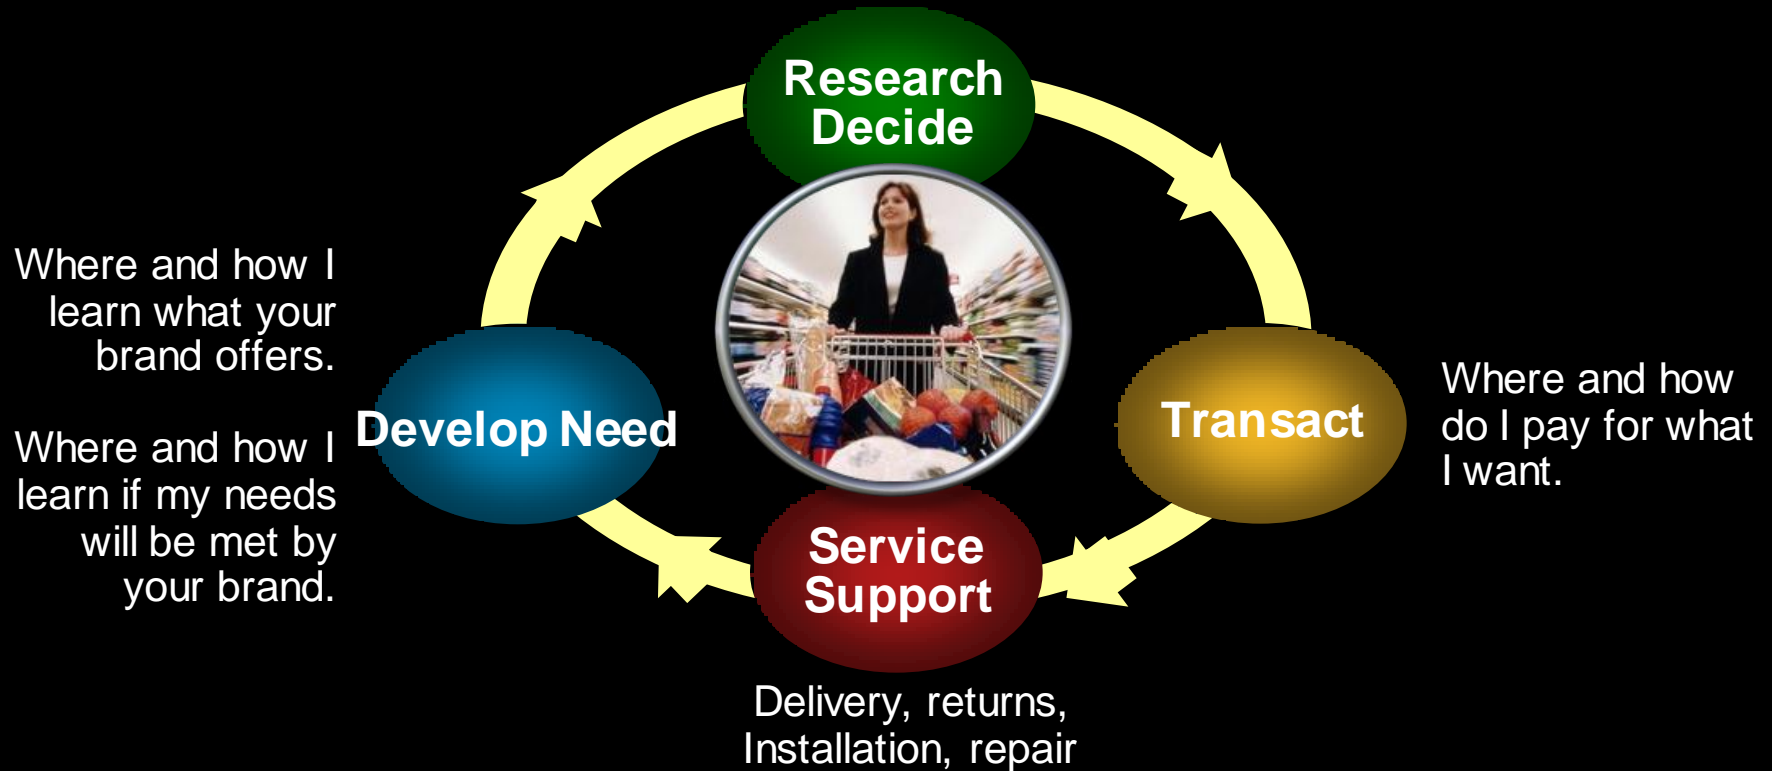 Research
Decide
Where and how I
learn what your
brand offers.
Where and how I
learn if my needs
will be met by
your brand.
Develop Need
Transact
Where and how
do I pay for what
I want.
Service
Support
Delivery, returns,
Installation, repair